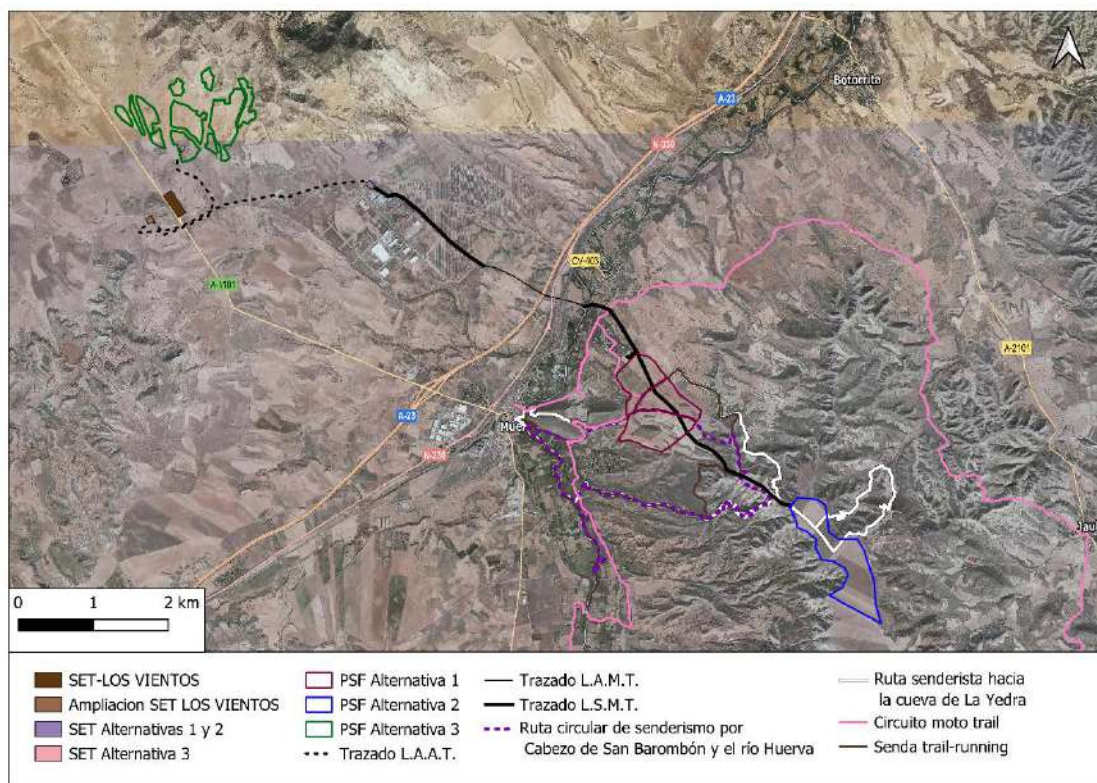 Botorrita
A-23
N-330
CV-403
A-1101
A-2101
A-23
Muel
N-330
Jaul
0 1 2 km
SET-LOS VIENTOS
Ampliacion SET LOS VIENTOS
SET Alternativas 1 y 2
SET Alternativa 3
PSF Alternativa 1
PSF Alternativa 2
PSF Alternativa 3
Trazado L.A.A.T.
Trazado L.A.M.T.
Trazado L.S.M.T.
Ruta circular de senderismo por
Cabezo de San Barombón y el río Huerva
Ruta senderista hacia
la cueva de La Yedra
Circuito moto trail
Senda trail-running